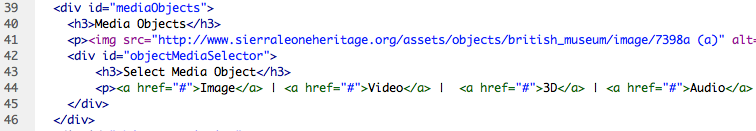 39 <div id="mediaObjects">
40 <h3>Media Objects</h3>
41 <p><img src="http://www.sierraleoneheritage.org/assets/objects/british_museum/image/7398a (a)" alt=
42 <div id="objectMediaSelector">
43 <h3>Select Media Object</h3>
44 <p><a href="#">Image</a> | <a href="#">Video</a> | <a href="#">3D</a> | <a href="#">Audio</a>
45 </div>
46 </div>